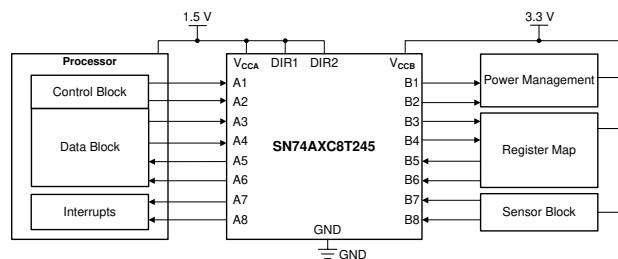 1.5 V
3.3 V
Processor
VCCA
DIR1
DIR2
VCCB
Control Block
A1
A2
B1
B2
Power Management
Data Block
A3
A4
A5
A6
SN74AXC8T245
B3
B4
B5
B6
Register Map
Interrupts
A7
A8
B7
B8
Sensor Block
GND
GND